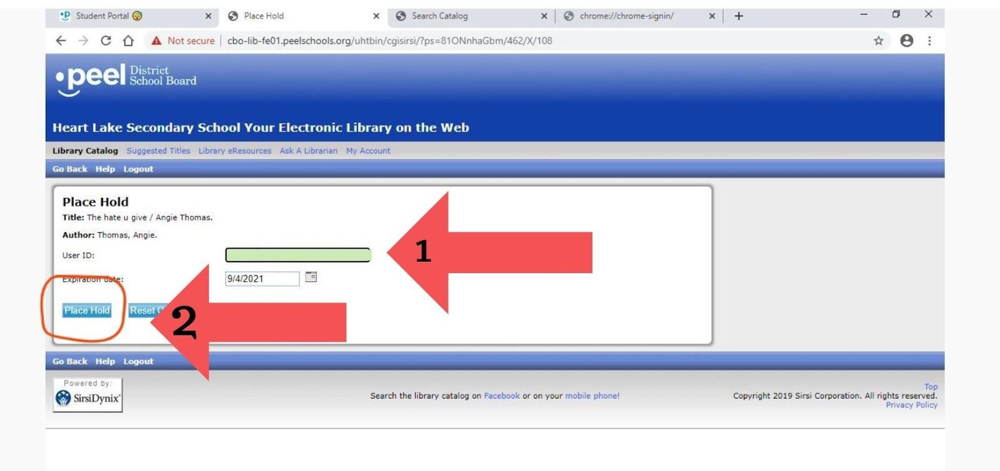 Student Portal
Place Hold
Search Catalog
chrome://chrome-signin/
Not secure
cbo-lib-fe01.peelschools.org/uhtbin/cgisirsi/?ps=81ONnhaGbm/462/X/108
peel District School Board
Heart Lake Secondary School Your Electronic Library on the Web
Library Catalog Suggested Titles Library eResources Ask A Librarian My Account
Go Back Help Logout
Place Hold
Title: The hate u give / Angie Thomas.
Author: Thomas, Angie.
User ID:
1
Expiration date:
9/4/2021
Place Hold Reset
2
Go Back Help Logout
Powered by:
SirsiDynix
Search the library catalog on Facebook or on your mobile phone!
Top
Copyright 2019 Sirsi Corporation. All rights reserved.
Privacy Policy